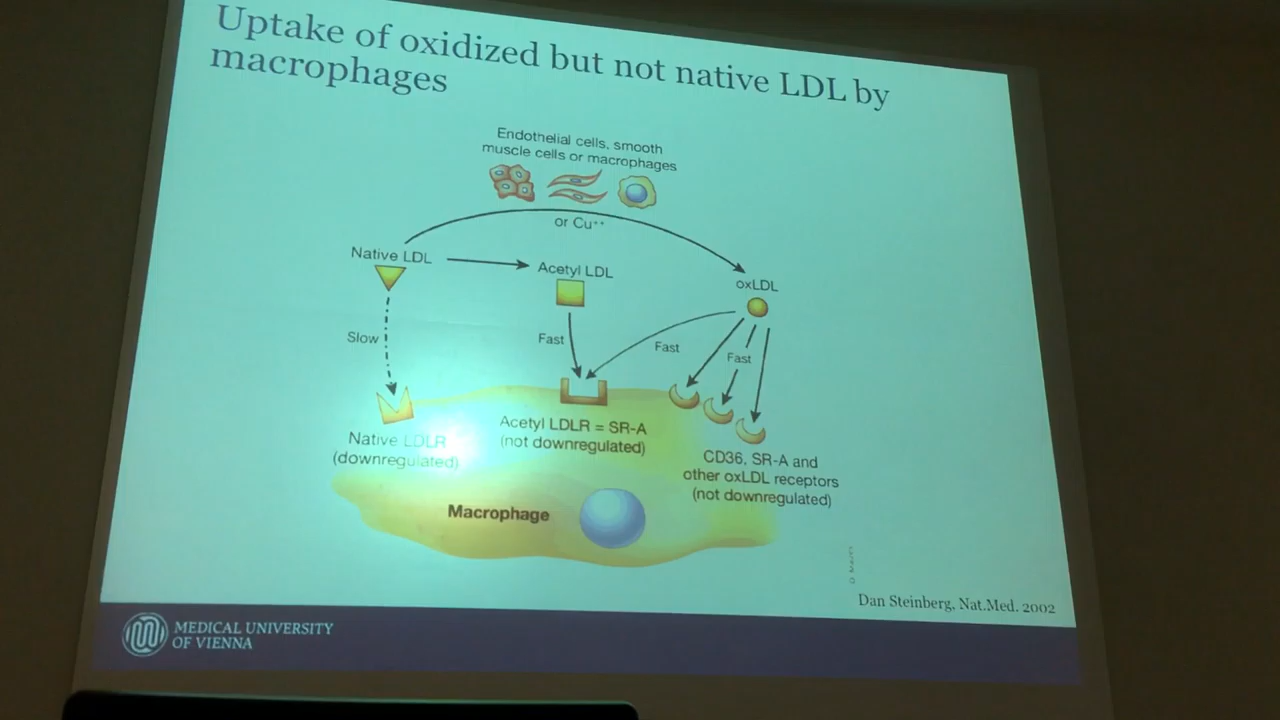 Uptake of oxidized but not native LDL by
macrophages
Endothelial cells, smooth
muscle cells or macrophages
or Cu⁺⁺
Native LDL
Acetyl LDL
oxLDL
Slow
Fast
Fast
Fast
Native LDLR
(downregulated)
Acetyl LDLR = SR-A
(not downregulated)
CD36, SR-A and
other oxLDL receptors
(not downregulated)
Macrophage
Dan Steinberg, Nat.Med. 2002
MEDICAL UNIVERSITY
OF VIENNA